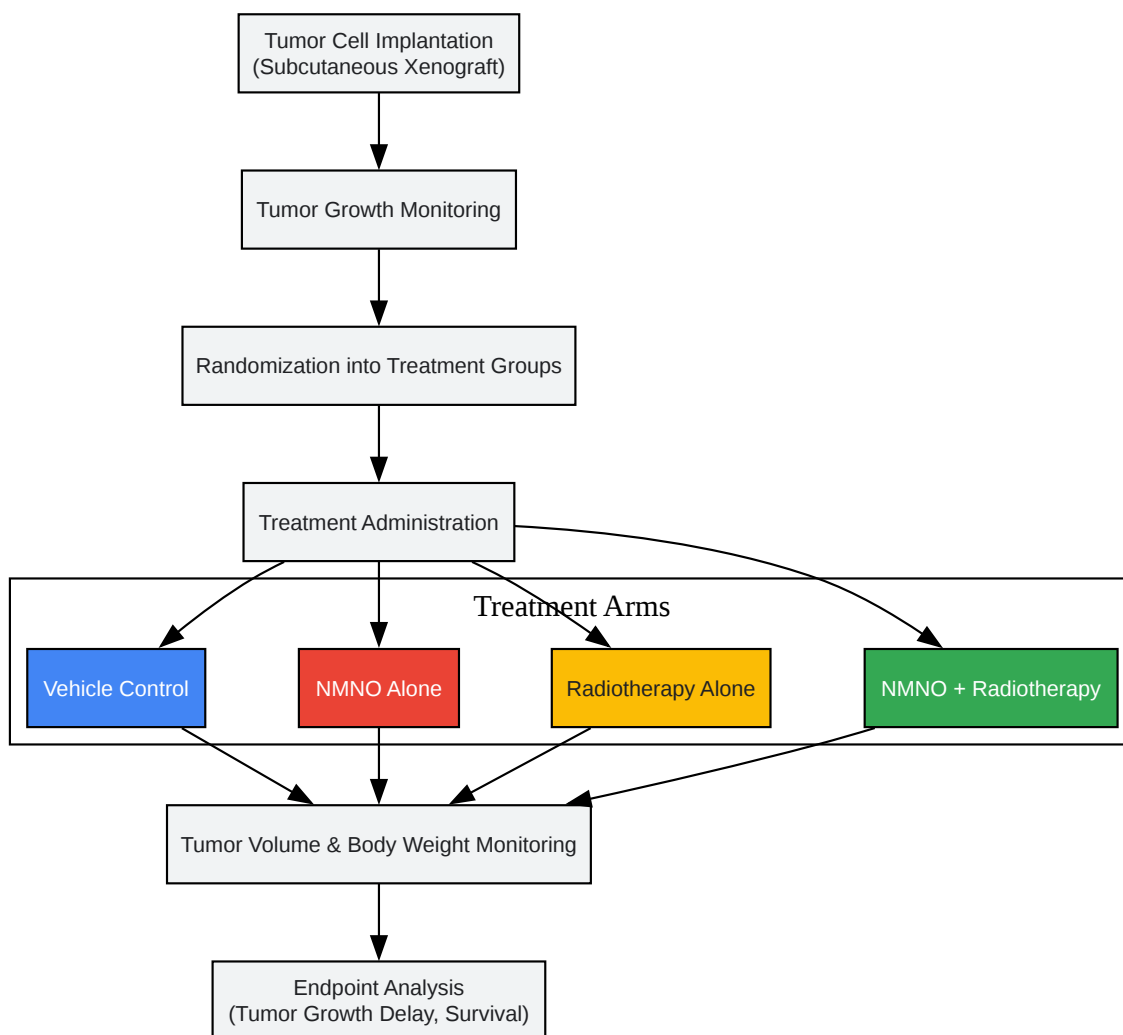 Tumor Cell Implantation
(Subcutaneous Xenograft)
Tumor Growth Monitoring
Randomization into Treatment Groups
Treatment Administration
Treatment Arms
Vehicle Control
NMNO Alone
Radiotherapy Alone
NMNO + Radiotherapy
Tumor Volume & Body Weight Monitoring
Endpoint Analysis
(Tumor Growth Delay, Survival)